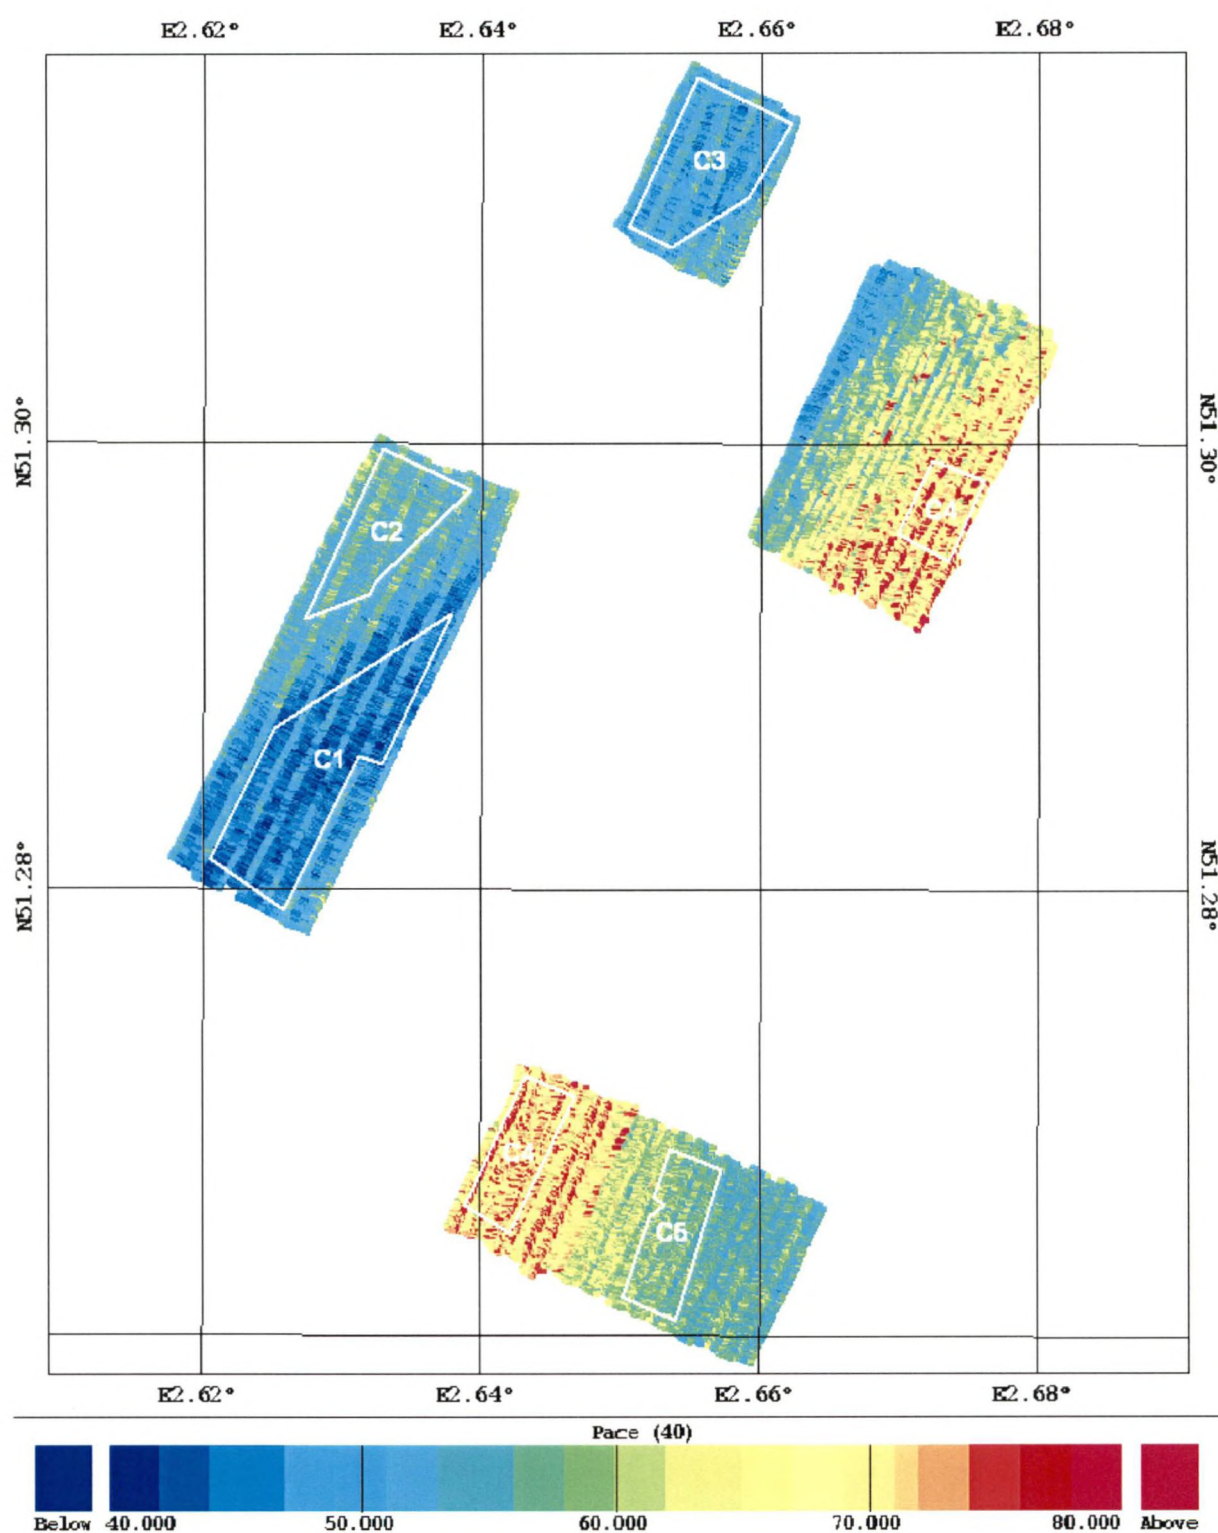 E2.62° E2.64° E2.66° E2.68°
C3
N51.30° N51.30°
C4
C2
C1
N51.28° N51.28°
C4
C5
E2.62° E2.64° E2.66° E2.68°
Pace (40)
Below 40.000 50.000 60.000 70.000 80.000 Above